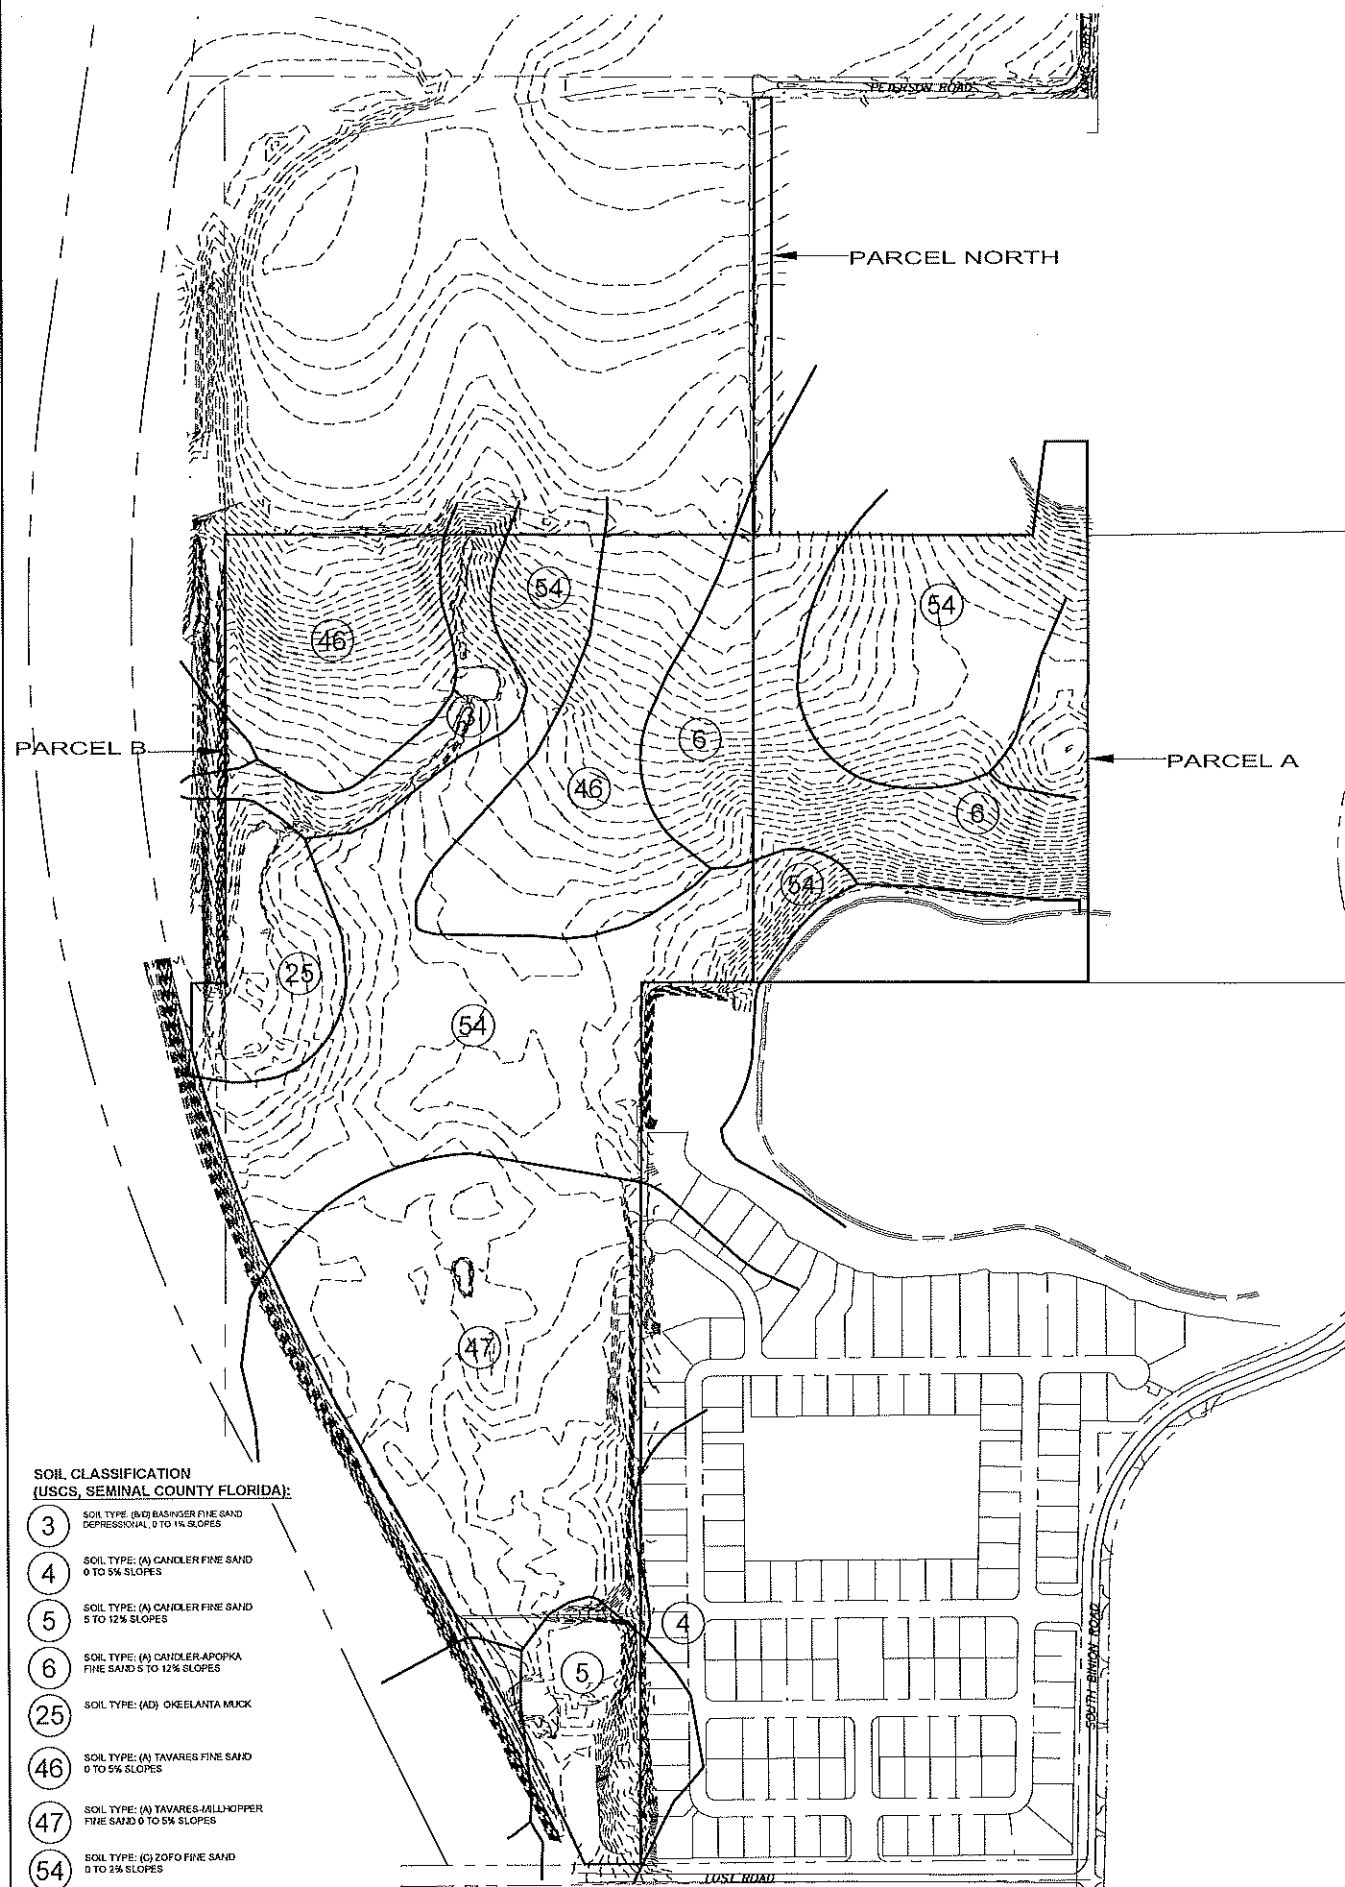 PETERSON ROAD
PARCEL NORTH
54
54
46
3
PARCEL B
6
46
PARCEL A
6
54
25
54
47
SOIL CLASSIFICATION
(USCS, SEMINAL COUNTY FLORIDA):
3
SOIL TYPE: (B/D) BASINGER FINE SAND
DEPRESSIONAL, 0 TO 1% SLOPES
4
SOIL TYPE: (A) CANDLER FINE SAND
0 TO 5% SLOPES
5
SOIL TYPE: (A) CANDLER FINE SAND
5 TO 12% SLOPES
6
SOIL TYPE: (A) CANDLER-APOPKA
FINE SAND 5 TO 12% SLOPES
25
SOIL TYPE: (AD) OKEELANTA MUCK
46
SOIL TYPE: (A) TAVARES FINE SAND
0 TO 5% SLOPES
47
SOIL TYPE: (A) TAVARES-MILLHOPPER
FINE SAND 0 TO 5% SLOPES
54
SOIL TYPE: (C) ZOFO FINE SAND
0 TO 2% SLOPES
4
5
SOUTH BINION ROAD
LUST ROAD